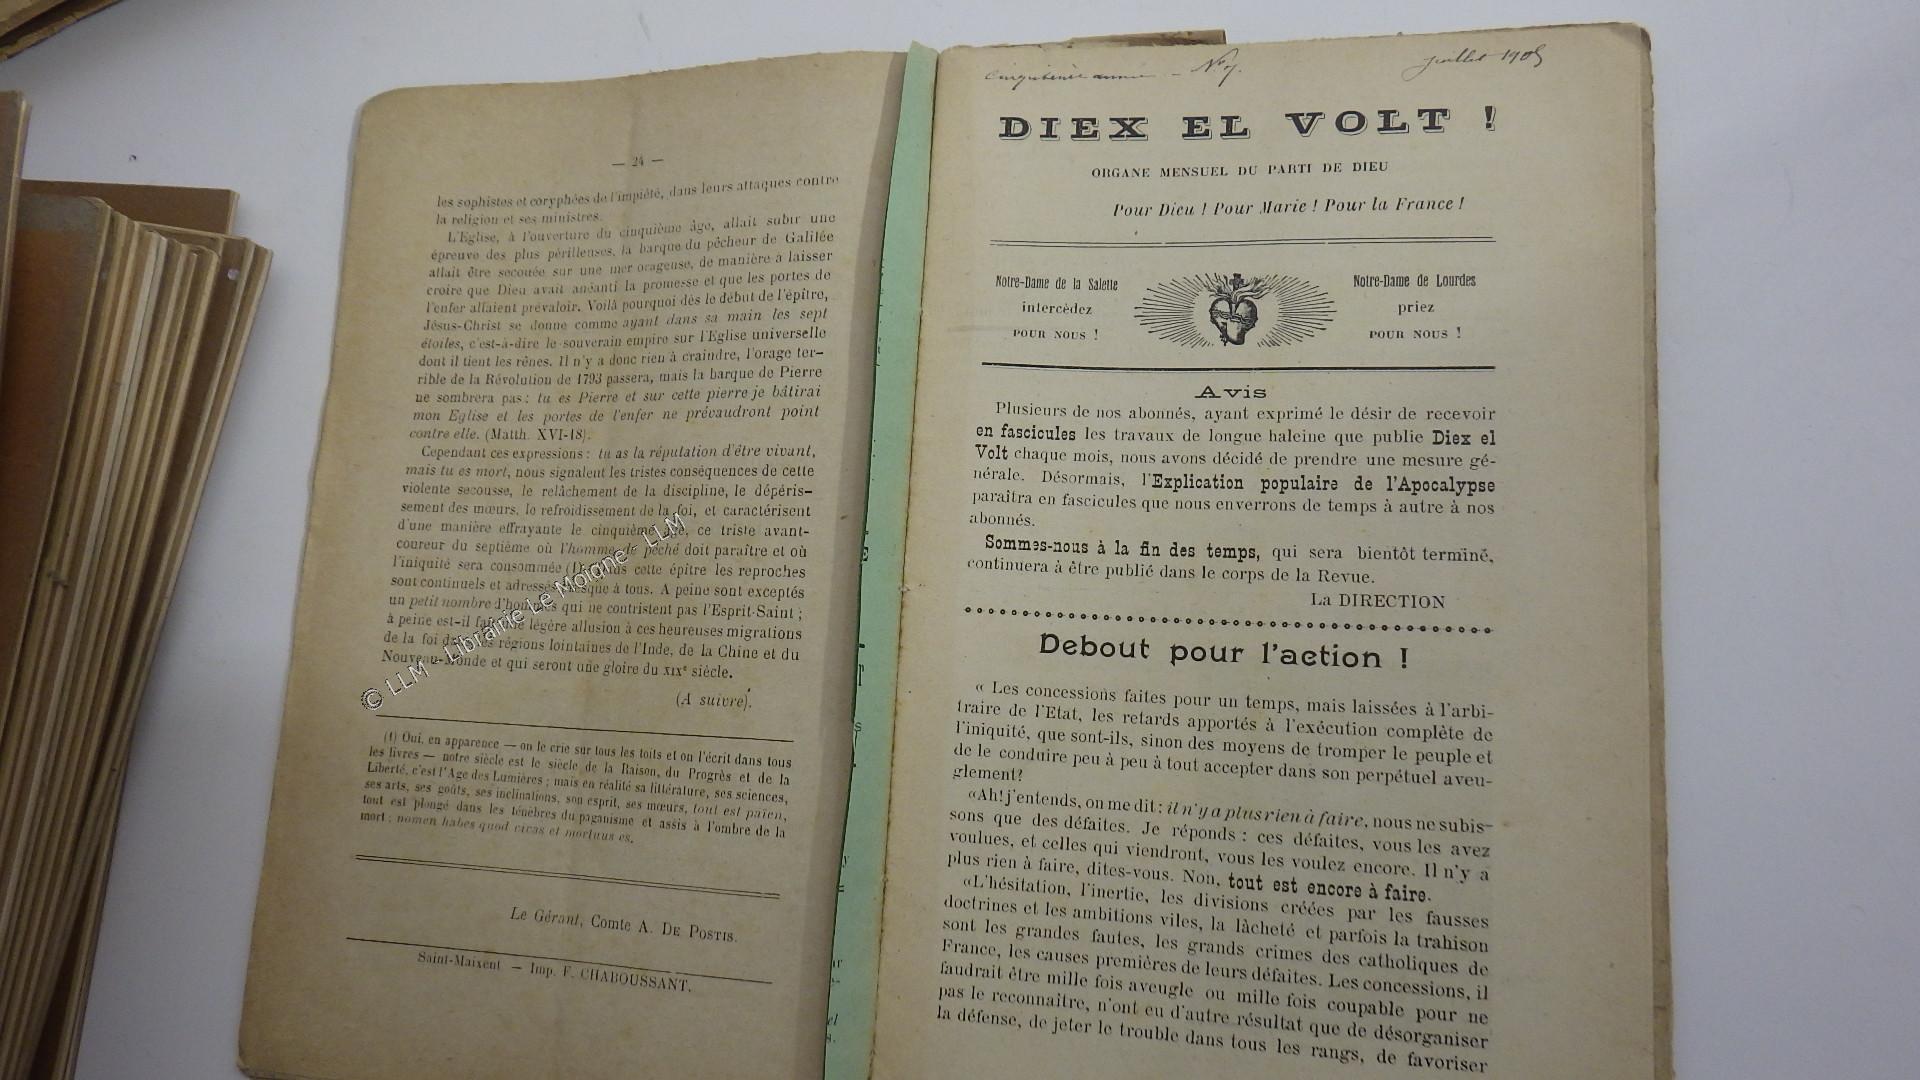 — 24 —
les sophistes et coryphées de l'impiété, dans leurs attaques contre
la religion et ses ministres.
L'Eglise, à l'ouverture du cinquième âge, allait subir une
épreuve des plus périlleuses, la barque du pêcheur de Galilée
allait être secouée sur une mer orageuse, de manière à laisser
croire que Dieu avait anéanti la promesse et que les portes de
l'enfer allaient prévaloir. Voilà pourquoi dès le début de l'épître,
Jésus-Christ se donne comme ayant dans sa main les sept
étoiles, c'est-à-dire le souverain empire sur l'Eglise universelle
dont il tient les rênes. Il n'y a donc rien à craindre, l'orage ter-
rible de la Révolution de 1793 passera, mais la barque de Pierre
ne sombrera pas : tu es Pierre et sur cette pierre je bâtirai
mon Eglise et les portes de l'enfer ne prévaudront point
contre elle. (Matth. XVI-18).
Cependant ces expressions : tu as la réputation d'être vivant,
mais tu es mort, nous signalent les tristes conséquences de cette
violente secousse, le relâchement de la discipline, le dépéris-
sement des mœurs, le refroidissement de la foi, et caractérisent
d'une manière effrayante le cinquième âge, ce triste avant-
coureur du septième où l'homme de péché doit paraître et où
l'iniquité sera consommée cette épître les reproches
sont continuels et adressés presque à tous. A peine sont exceptés
un petit nombre d'hommes qui ne contristent pas l'Esprit-Saint ;
à peine est-il fait une légère allusion à ces heureuses migrations
de la foi dans les régions lointaines de l'Inde, de la Chine et du
Nouveau-Monde et qui seront une gloire du XIXe siècle.
(A suivre).
(1) Oui, en apparence — on le crie sur tous les toits et on l'écrit dans tous
les livres — notre siècle est le siècle de la Raison, du Progrès et de la
Liberté, c'est l'Age des Lumières ; mais en réalité sa littérature, ses sciences,
ses arts, ses goûts, ses inclinations, son esprit, ses mœurs, tout est païen,
tout est plongé dans les ténèbres du paganisme et assis à l'ombre de la
mort : nomen habes quod vivas et mortuus es.
Le Gérant, Comte A. DE POSTIS.
Saint-Maixent — Imp. F. CHABOUSSANT.
© LLM - Librairie Le Moigne - LLM
Cinquième année — N° 7. juillet 1905
DIEX EL VOLT !
ORGANE MENSUEL DU PARTI DE DIEU
Pour Dieu ! Pour Marie ! Pour la France !
Notre-Dame de la Salette
intercèdez
POUR NOUS !
Notre-Dame de Lourdes
priez
POUR NOUS !
Avis
Plusieurs de nos abonnés, ayant exprimé le désir de recevoir
en fascicules les travaux de longue haleine que publie Diex el
Volt chaque mois, nous avons décidé de prendre une mesure gé-
nérale. Désormais, l'Explication populaire de l'Apocalypse
paraîtra en fascicules que nous enverrons de temps à autre à nos
abonnés.
Sommes-nous à la fin des temps, qui sera bientôt terminé,
continuera à être publié dans le corps de la Revue.
La DIRECTION
Debout pour l'action !
« Les concessions faites pour un temps, mais laissées à l'arbi-
traire de l'Etat, les retards apportés à l'exécution complète de
l'iniquité, que sont-ils, sinon des moyens de tromper le peuple et
de le conduire peu à peu à tout accepter dans son perpétuel aveu-
glement?
«Ah! j'entends, on me dit : il n'y a plus rien à faire, nous ne subis-
sons que des défaites. Je réponds : ces défaites, vous les avez
voulues, et celles qui viendront, vous les voulez encore. Il n'y a
plus rien à faire, dites-vous. Non, tout est encore à faire.
«L'hésitation, l'inertie, les divisions créées par les fausses
doctrines et les ambitions viles, la lâcheté et parfois la trahison
sont les grandes fautes, les grands crimes des catholiques de
France, les causes premières de leurs défaites. Les concessions, il
faudrait être mille fois aveugle ou mille fois coupable pour ne
pas le reconnaître, n'ont eu d'autre résultat que de désorganiser
la défense, de jeter le trouble dans tous les rangs, de favoriser